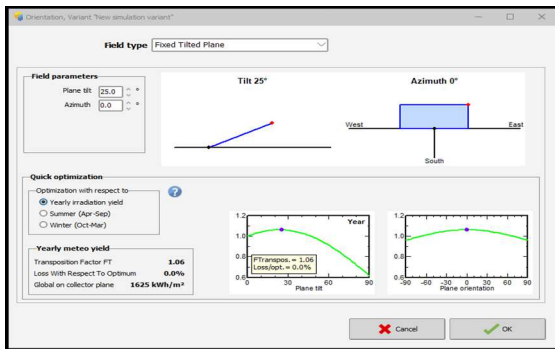 Orientation, Variant "New simulation variant"
Field type Fixed Tilted Plane
Field parameters
Plane tilt 25.0 °
Azimuth 0.0 °
Tilt 25°
Azimuth 0°
West
East
South
Quick optimization
Optimization with respect to
Yearly irradiation yield
Summer (Apr-Sep)
Winter (Oct-Mar)
?
Yearly meteo yield
Transposition Factor FT 1.06
Loss With Respect To Optimum 0.0%
Global on collector plane 1625 kWh/m²
Year
1.2
1.0
0.8
0.6
FTranspos.= 1.06
Loss/opt.= 0.0%
0 30 60 90
Plane tilt
1.2
1.0
0.8
0.6
-90 -60 -30 0 30 60 90
Plane orientation
Cancel
OK